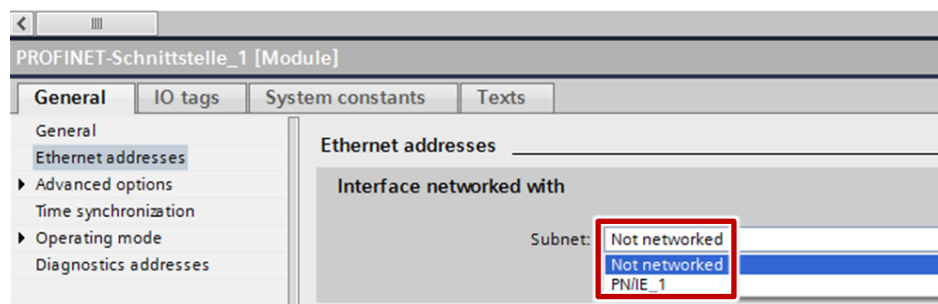 PROFINET-Schnittstelle_1 [Module]
General IO tags System constants Texts
General
Ethernet addresses
Advanced options
Time synchronization
Operating mode
Diagnostics addresses
Ethernet addresses
Interface networked with
Subnet: Not networked
Not networked
PN/IE_1